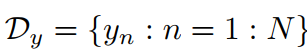 𝒟_y = {y_n : n = 1 : N}